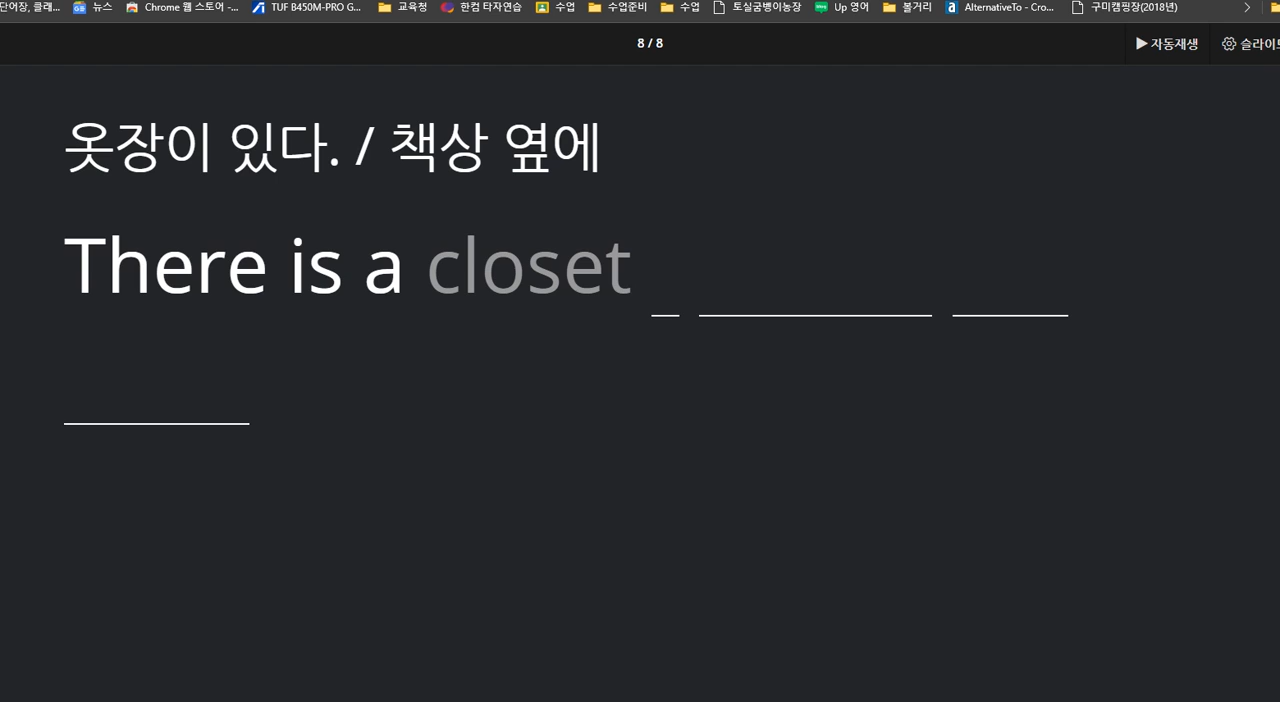 단어장, 클래... 뉴스 Chrome 웹 스토어 -... TUF B450M-PRO G... 교육청 한컴 타자연습 수업 수업준비 수업 토실궁뱅이농장 Up 영어 볼거리 AlternativeTo - Cro... 구미캠핑장(2018년)
8 / 8 ▶ 자동재생 슬라이드
옷장이 있다. / 책상 옆에
There is a closet